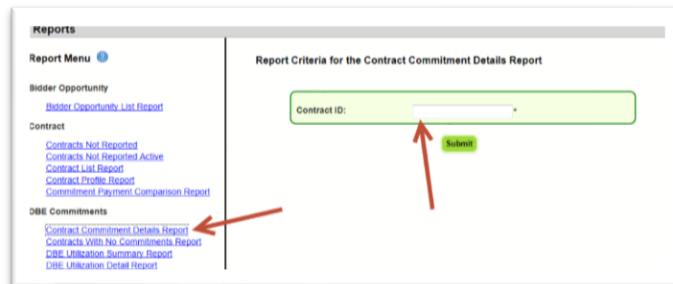 Reports
Report Menu
Bidder Opportunity
Bidder Opportunity List Report
Contract
Contracts Not Reported
Contracts Not Reported Active
Contract List Report
Contract Profile Report
Commitment Payment Comparison Report
DBE Commitments
Contract Commitment Details Report
Contracts With No Commitments Report
DBE Utilization Summary Report
DBE Utilization Detail Report
Report Criteria for the Contract Commitment Details Report
Contract ID: *
Submit